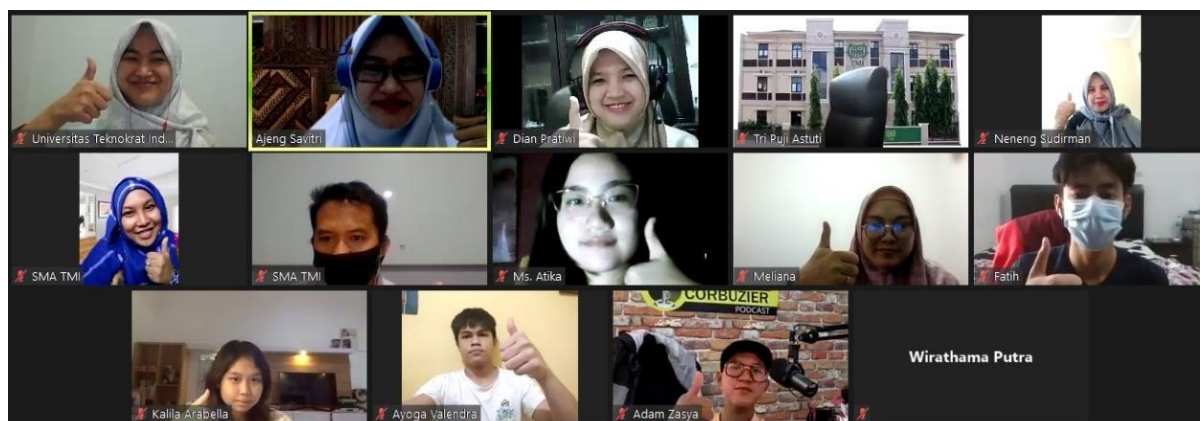 Universitas Teknokrat Ind...
Ajeng Savitri
Dian Pratiwi
TMI
Tri Puji Astuti
Neneng Sudirman
SMA TMI
SMA TMI
Ms. Atika
Meliana
Fatih
Kalila Arabella
Ayoga Valendra
CORBUZIER
PODCAST
Adam Zasya
Wirathama Putra